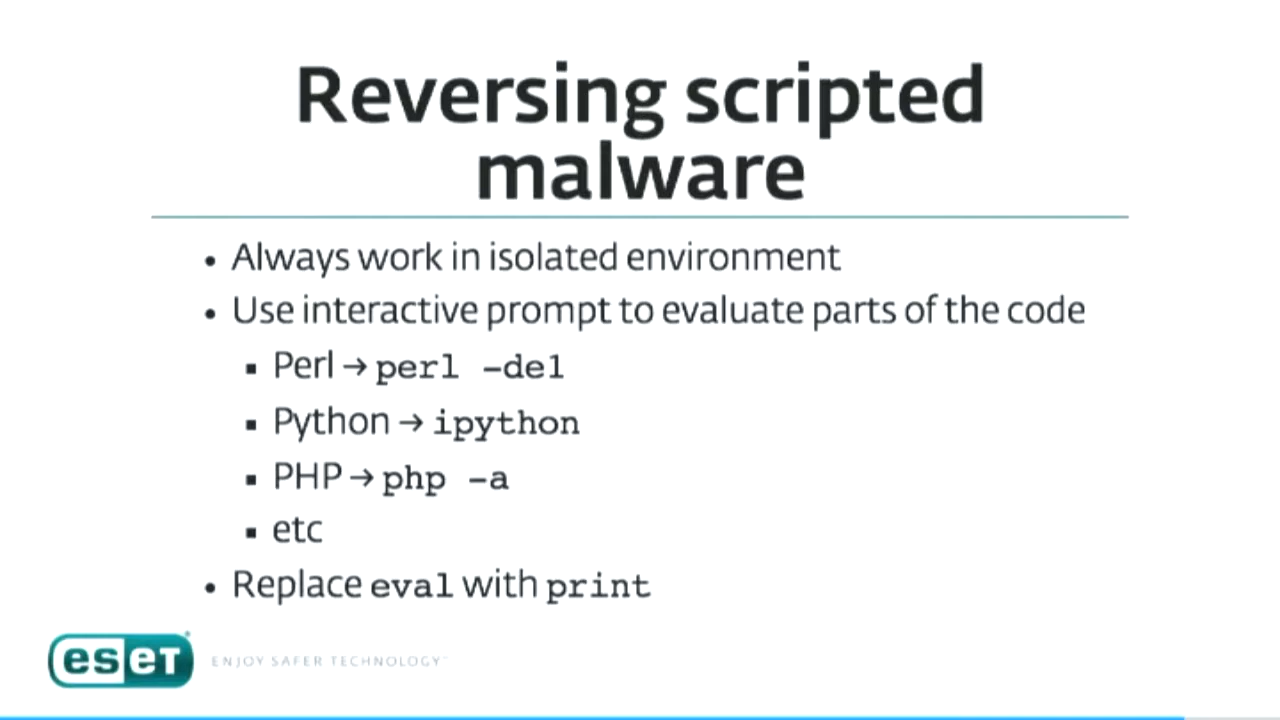 Reversing scripted
malware
• Always work in isolated environment
• Use interactive prompt to evaluate parts of the code
▪ Perl → perl -de1
▪ Python → ipython
▪ PHP → php -a
▪ etc
• Replace eval with print
eseT ENJOY SAFER TECHNOLOGY™